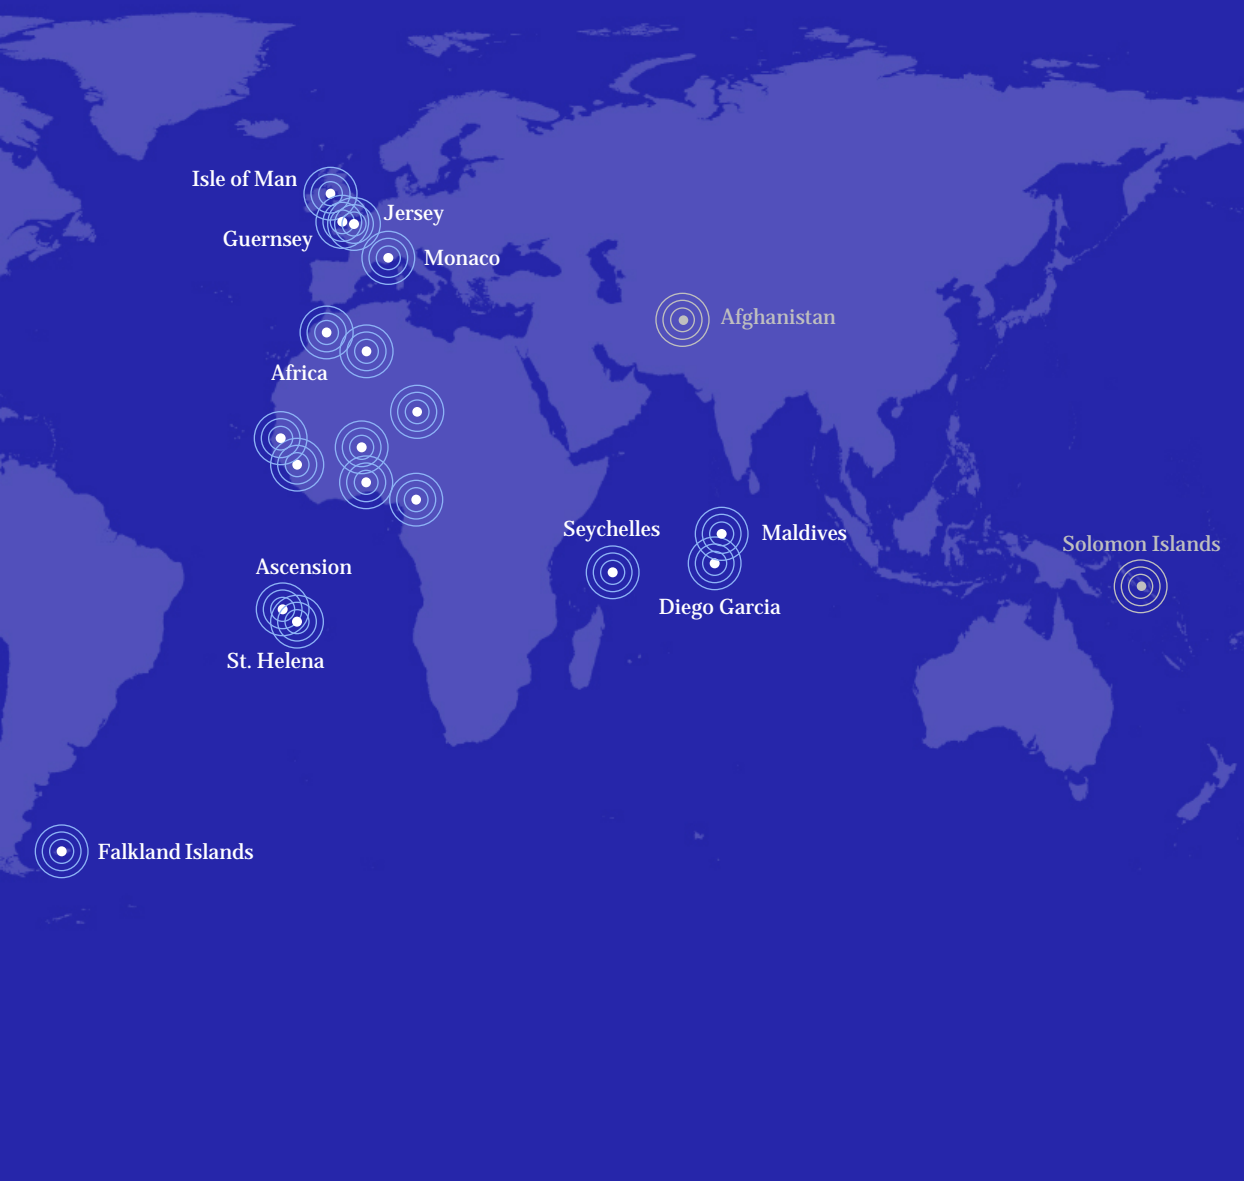 Isle of Man
Jersey
Guernsey
Monaco
Afghanistan
Africa
Seychelles
Maldives
Solomon Islands
Ascension
Diego Garcia
St. Helena
Falkland Islands